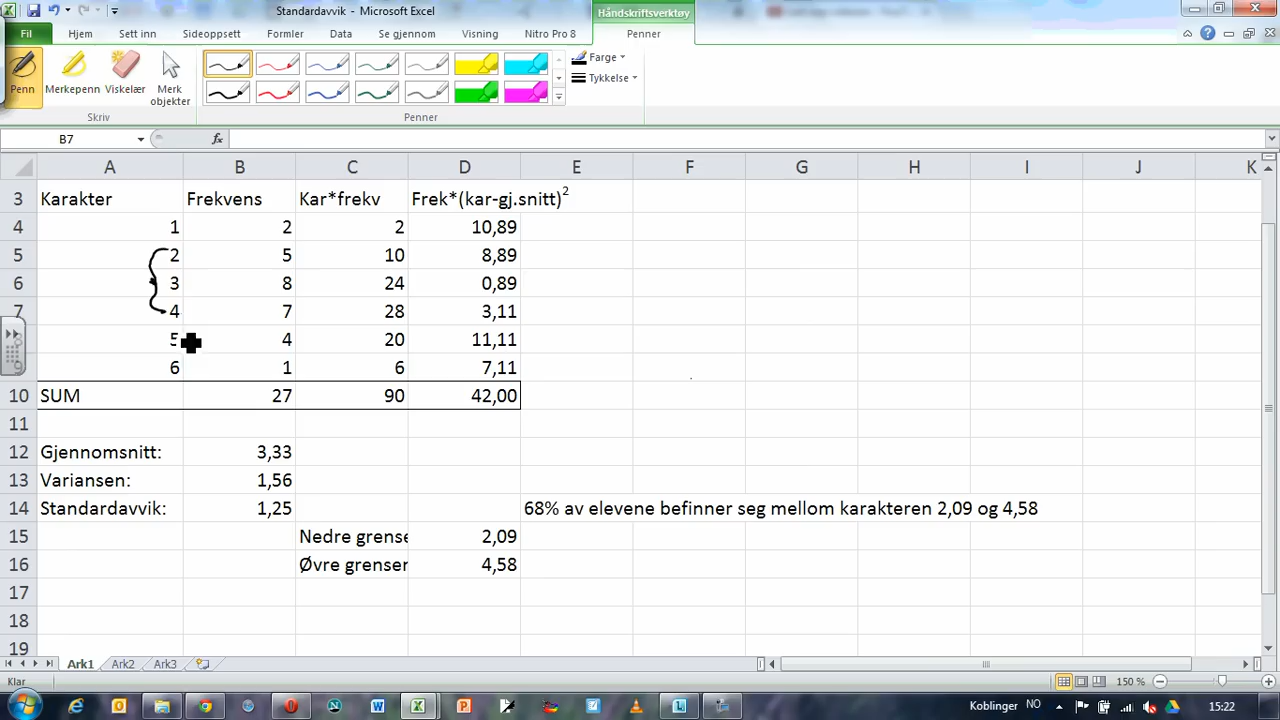 Standardavvik - Microsoft Excel
Håndskriftsverktøy
Fil Hjem Sett inn Sideoppsett Formler Data Se gjennom Visning Nitro Pro 8 Penner
Penn Merkepenn Viskelær Merk objekter
Farge
Tykkelse
Skriv Penner
B7 fx
A B C D E F G H I J K
3 Karakter Frekvens Kar*frekv Frek*(kar-gj.snitt)2
4 1 2 2 10,89
5 2 5 10 8,89
6 3 8 24 0,89
7 4 7 28 3,11
5 4 20 11,11
9 6 1 6 7,11
10 SUM 27 90 42,00
11
12 Gjennomsnitt: 3,33
13 Variansen: 1,56
14 Standardavvik: 1,25 68% av elevene befinner seg mellom karakteren 2,09 og 4,58
15 Nedre grense 2,09
16 Øvre grenser 4,58
17
18
19
Ark1 Ark2 Ark3
Klar 150 %
Koblinger NO 15:22